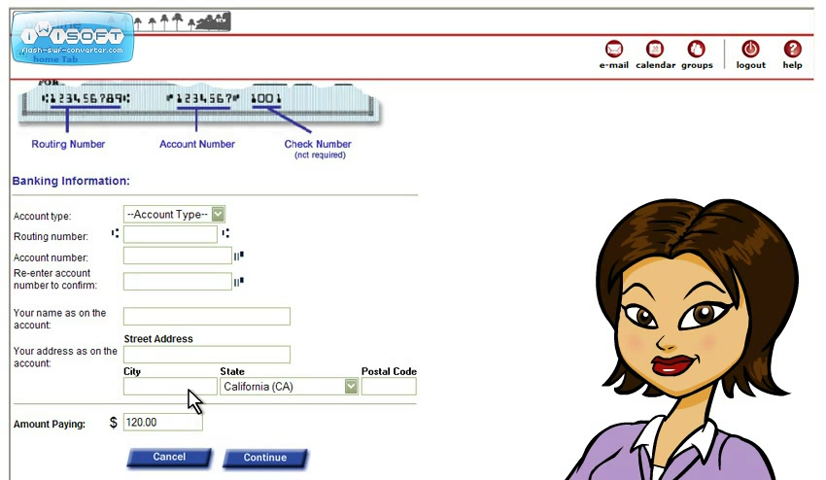 iWiSOFT
flash-swf-converter.com
home Tab
e-mail calendar groups logout help
⑆123456789⑆ ⑈1234567⑈ 1001
Routing Number Account Number Check Number
(not required)
Banking Information:
Account type: --Account Type--
Routing number: ⑆ ⑆
Account number: ⑈
Re-enter account
number to confirm: ⑈
Your name as on the
account:
Street Address
Your address as on the
account:
City State Postal Code
California (CA)
Amount Paying: $ 120.00
Cancel Continue